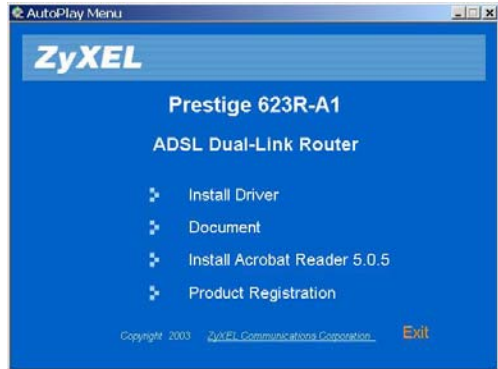 AutoPlay Menu
ZyXEL
Prestige 623R-A1
ADSL Dual-Link Router
Install Driver
Document
Install Acrobat Reader 5.0.5
Product Registration
Copyright 2003 ZyXEL Communications Corporation Exit